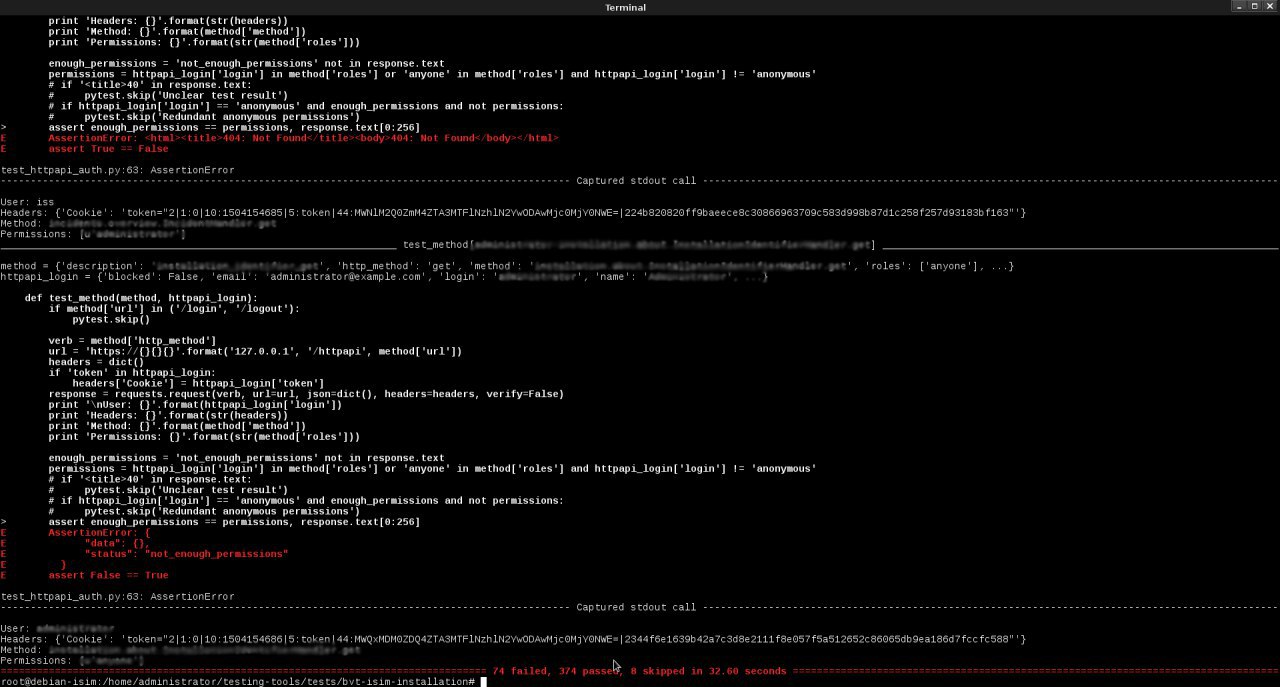 Terminal
print 'Headers: {}'.format(str(headers))
print 'Method: {}'.format(method['method'])
print 'Permissions: {}'.format(str(method['roles']))
enough_permissions = 'not_enough_permissions' not in response.text
permissions = httpapi_login['login'] in method['roles'] or 'anyone' in method['roles'] and httpapi_login['login'] != 'anonymous'
# if '<title>40' in response.text:
#     pytest.skip('Unclear test result')
# if httpapi_login['login'] == 'anonymous' and enough_permissions and not permissions:
#     pytest.skip('Redundant anonymous permissions')
> assert enough_permissions == permissions, response.text[0:256]
E AssertionError: <html><title>404: Not Found</title><body>404: Not Found</body></html>
E assert True == False
test_httpapi_auth.py:63: AssertionError
Captured stdout call
User: iss
Headers: {'Cookie': 'token="2|1:0|10:1504154685|5:token|44:MWNlM2Q0ZmM4ZTA3MTFlNzhlN2YwODAwMjc0MjY0NWE=|224b820820ff9baeece8c30866963709c583d998b87d1c258f257d93183bf163"'}
Method:
Permissions: [u'administrator']
test_method[administrator-installation.about.InstallationIdentifierHandler.get]
method = {'description': 'installation_identifier_get', 'http_method': 'get', 'method': 'installation.about.InstallationIdentifierHandler.get', 'roles': ['anyone'], ...}
httpapi_login = {'blocked': False, 'email': 'administrator@example.com', 'login': 'administrator', 'name': 'Administrator', ...}
def test_method(method, httpapi_login):
if method['url'] in ('/login', '/logout'):
pytest.skip()
verb = method['http_method']
url = 'https://{}{}{}'.format('127.0.0.1', '/httpapi', method['url'])
headers = dict()
if 'token' in httpapi_login:
headers['Cookie'] = httpapi_login['token']
response = requests.request(verb, url=url, json=dict(), headers=headers, verify=False)
print '\nUser: {}'.format(httpapi_login['login'])
print 'Headers: {}'.format(str(headers))
print 'Method: {}'.format(method['method'])
print 'Permissions: {}'.format(str(method['roles']))
enough_permissions = 'not_enough_permissions' not in response.text
permissions = httpapi_login['login'] in method['roles'] or 'anyone' in method['roles'] and httpapi_login['login'] != 'anonymous'
# if '<title>40' in response.text:
#     pytest.skip('Unclear test result')
# if httpapi_login['login'] == 'anonymous' and enough_permissions and not permissions:
#     pytest.skip('Redundant anonymous permissions')
> assert enough_permissions == permissions, response.text[0:256]
E AssertionError: {
E "data": {},
E "status": "not_enough_permissions"
E }
E assert False == True
test_httpapi_auth.py:63: AssertionError
Captured stdout call
User: administrator
Headers: {'Cookie': 'token="2|1:0|10:1504154686|5:token|44:MWQxMDM0ZDQ4ZTA3MTFlNzhlN2YwODAwMjc0MjY0NWE=|2344f6e1639b42a7c3d8e2111f8e057f5a512652c86065db9ea186d7fccfc588"'}
Method:
Permissions: [u'anyone']
74 failed, 374 passed, 8 skipped in 32.60 seconds
root@debian-isim:/home/administrator/testing-tools/tests/bvt-isim-installation#